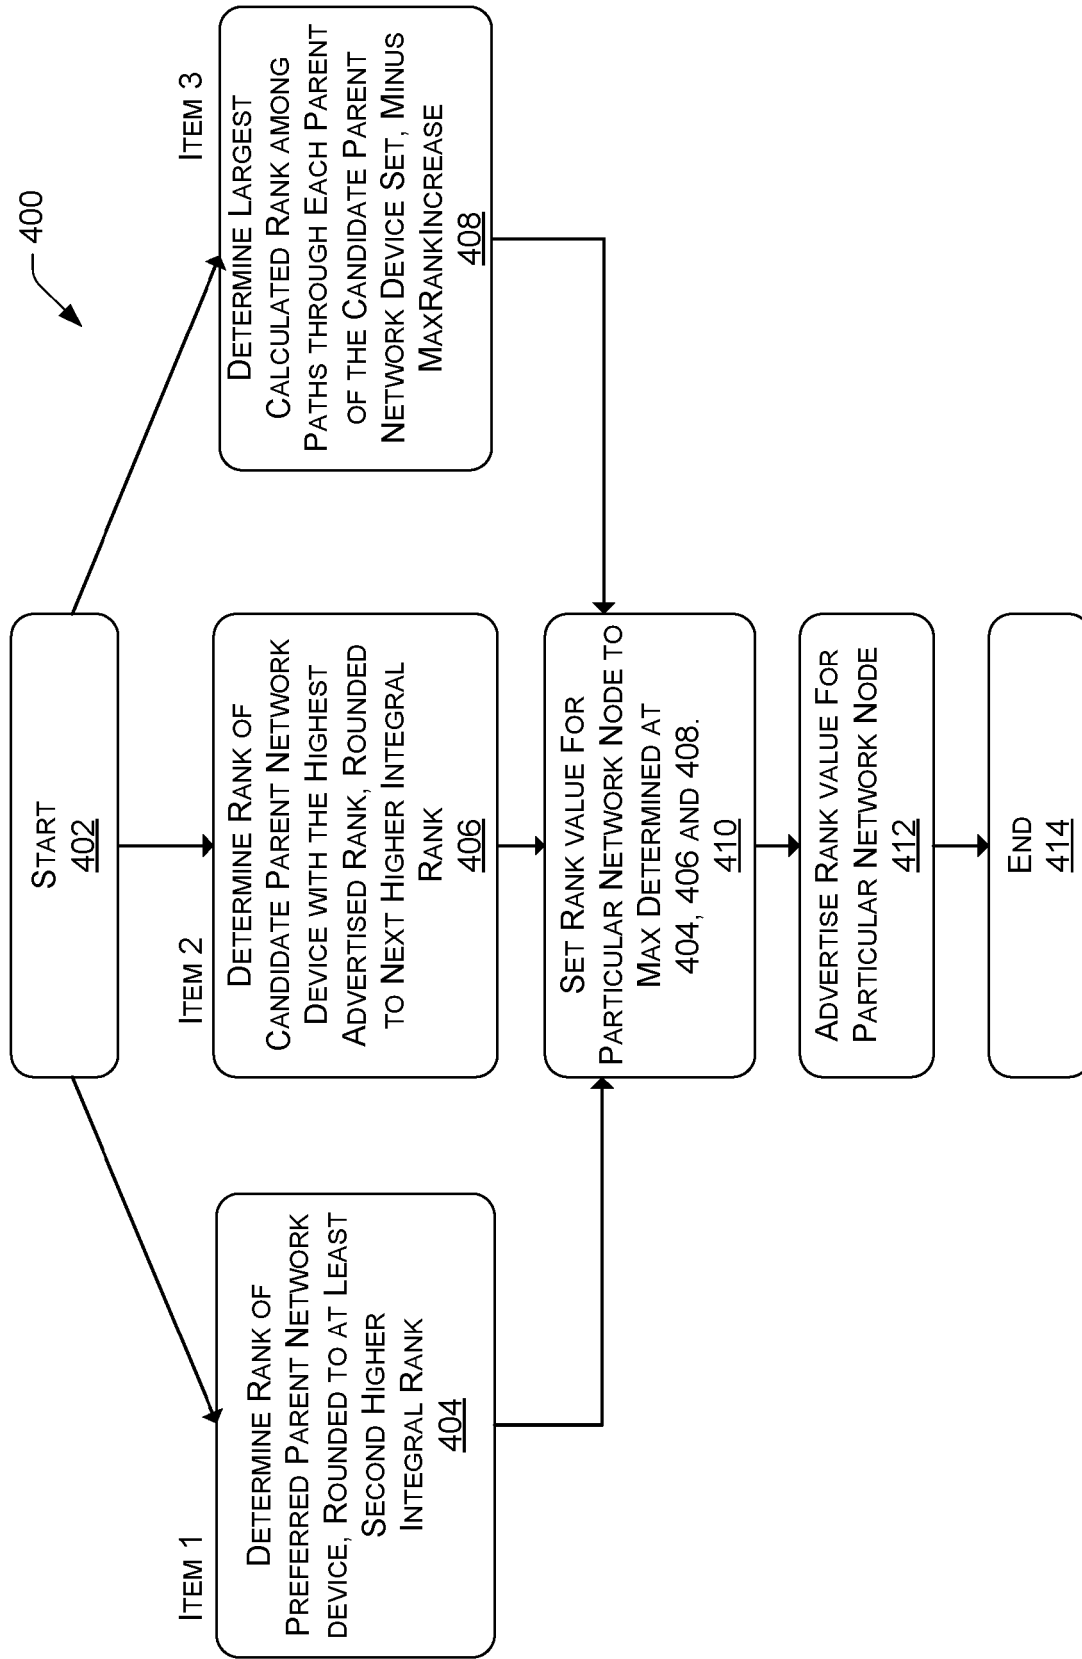 400
START
402
ITEM 1
DETERMINE RANK OF
PREFERRED PARENT NETWORK
DEVICE, ROUNDED TO AT LEAST
SECOND HIGHER
INTEGRAL RANK
404
ITEM 2
DETERMINE RANK OF
CANDIDATE PARENT NETWORK
DEVICE WITH THE HIGHEST
ADVERTISED RANK, ROUNDED
TO NEXT HIGHER INTEGRAL
RANK
406
ITEM 3
DETERMINE LARGEST
CALCULATED RANK AMONG
PATHS THROUGH EACH PARENT
OF THE CANDIDATE PARENT
NETWORK DEVICE SET, MINUS
MAXRANKINCREASE
408
SET RANK VALUE FOR
PARTICULAR NETWORK NODE TO
MAX DETERMINED AT
404, 406 AND 408.
410
ADVERTISE RANK VALUE FOR
PARTICULAR NETWORK NODE
412
END
414